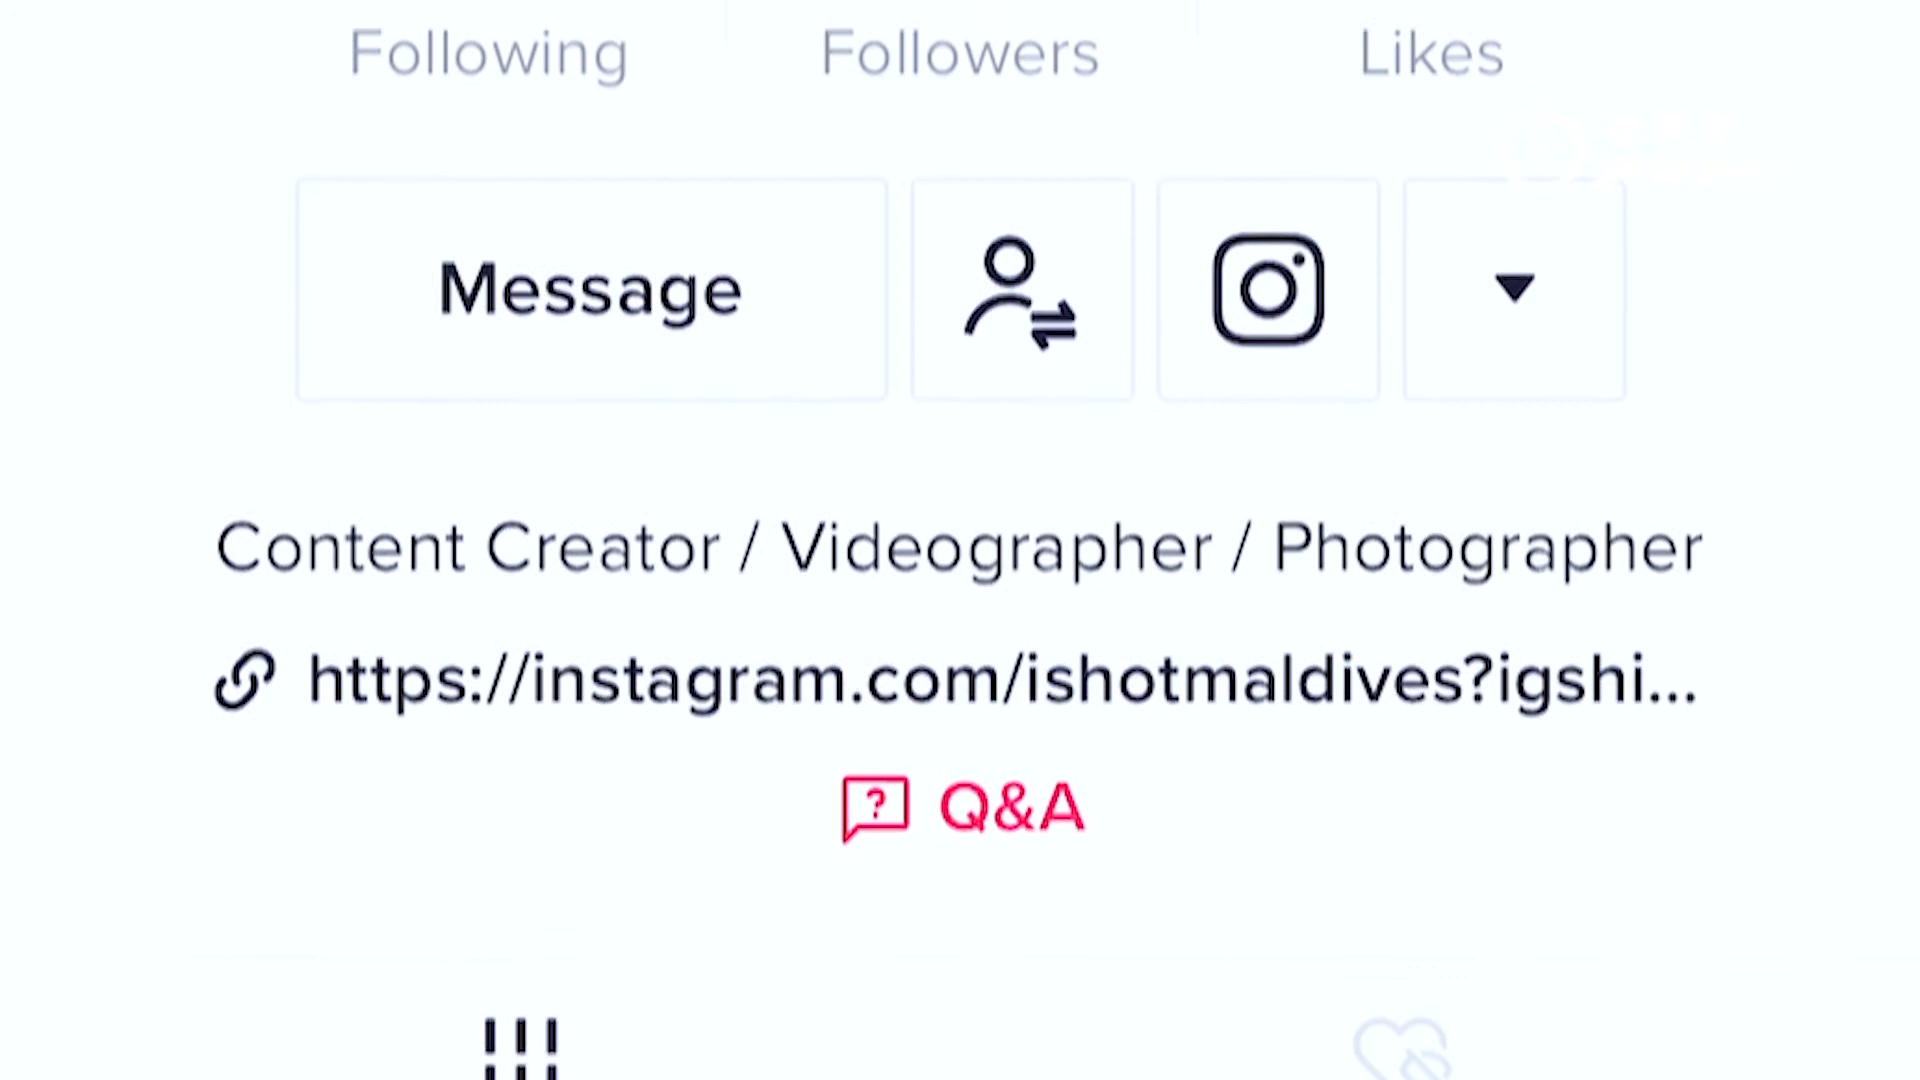 Following Followers Likes
Message
Content Creator / Videographer / Photographer
https://instagram.com/ishotmaldives?igshi...
? Q&A